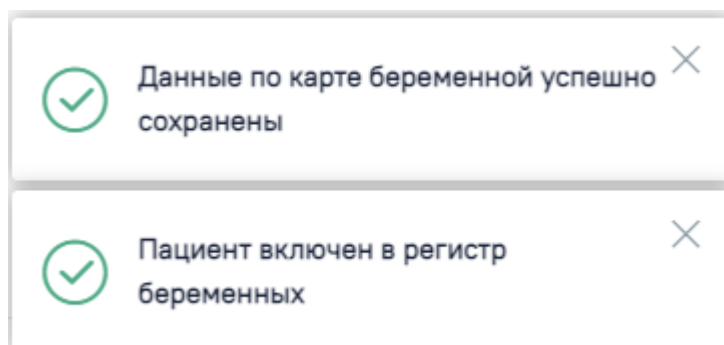 Данные по карте беременной успешно
сохранены
Пациент включен в регистр
беременных